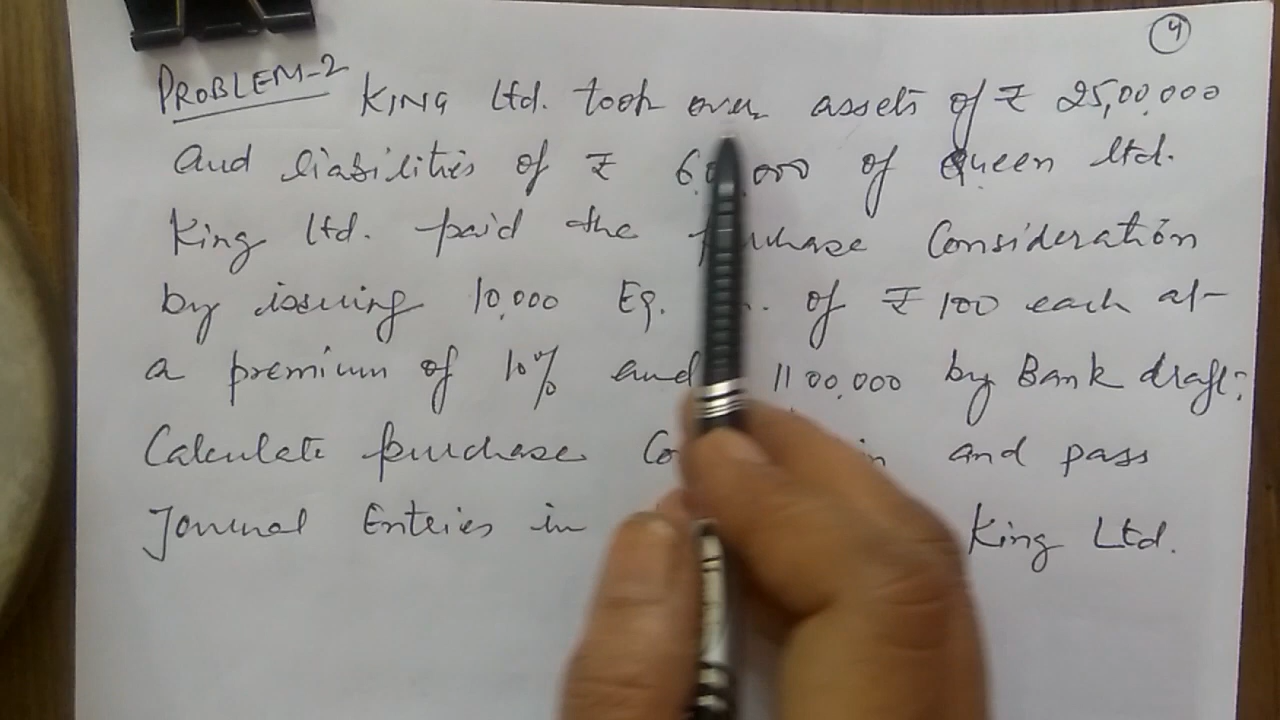 4
PROBLEM-2 KING Ltd. took over assets of ₹ 25,00,000
and liabilities of ₹ of Queen ltd.
King ltd. paid the Consideration
by issuing 10,000 Eq. of ₹ 100 each at
a premium of 10% and 11,00,000 by Bank draft.
Calculate purchase and pass
Journal Entries in King Ltd.